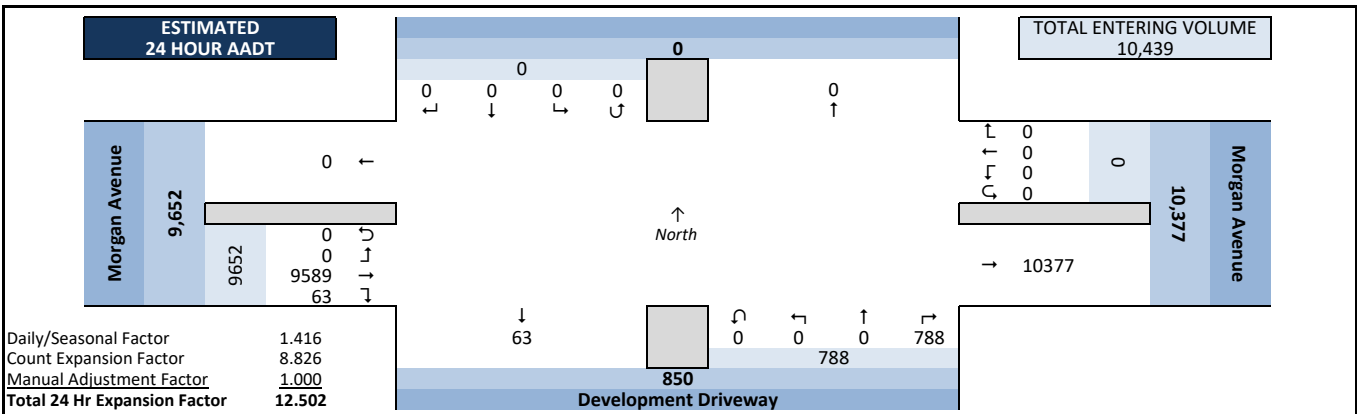 ESTIMATED
24 HOUR AADT
TOTAL ENTERING VOLUME
10,439
0
0
0 0 0 0
↵ ↓ ↳ ↺
0
↑
Morgan Avenue
9,652
0 ←
9652
0 ⮌
0 ⬏
9589 →
63 ⬎
↑
North
↱ 0
← 0
↲ 0
⮎ 0
0
10,377
Morgan Avenue
→ 10377
↓
63
⮏ ↰ ↑ ↱
0 0 0 788
788
850
Development Driveway
Daily/Seasonal Factor 1.416
Count Expansion Factor 8.826
Manual Adjustment Factor 1.000
Total 24 Hr Expansion Factor 12.502